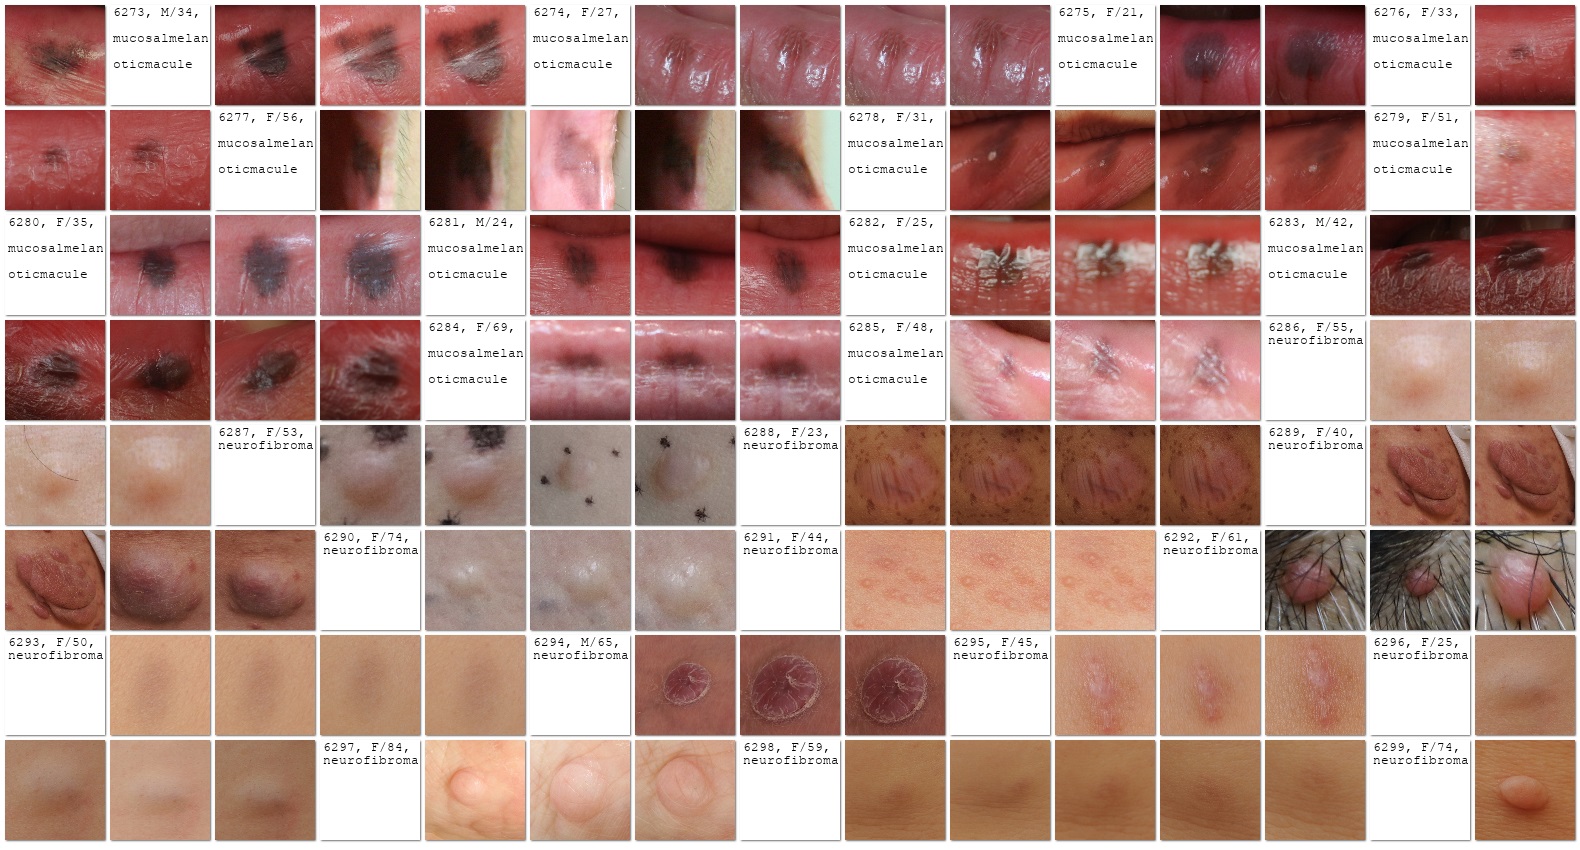 6273, M/34,
mucosalmelan
oticmacule
6274, F/27,
mucosalmelan
oticmacule
6275, F/21,
mucosalmelan
oticmacule
6276, F/33,
mucosalmelan
oticmacule
6277, F/56,
mucosalmelan
oticmacule
6278, F/31,
mucosalmelan
oticmacule
6279, F/51,
mucosalmelan
oticmacule
6280, F/35,
mucosalmelan
oticmacule
6281, M/24,
mucosalmelan
oticmacule
6282, F/25,
mucosalmelan
oticmacule
6283, M/42,
mucosalmelan
oticmacule
6284, F/69,
mucosalmelan
oticmacule
6285, F/48,
mucosalmelan
oticmacule
6286, F/55,
neurofibroma
6287, F/53,
neurofibroma
6288, F/23,
neurofibroma
6289, F/40,
neurofibroma
6290, F/74,
neurofibroma
6291, F/44,
neurofibroma
6292, F/61,
neurofibroma
6293, F/50,
neurofibroma
6294, M/65,
neurofibroma
6295, F/45,
neurofibroma
6296, F/25,
neurofibroma
6297, F/84,
neurofibroma
6298, F/59,
neurofibroma
6299, F/74,
neurofibroma